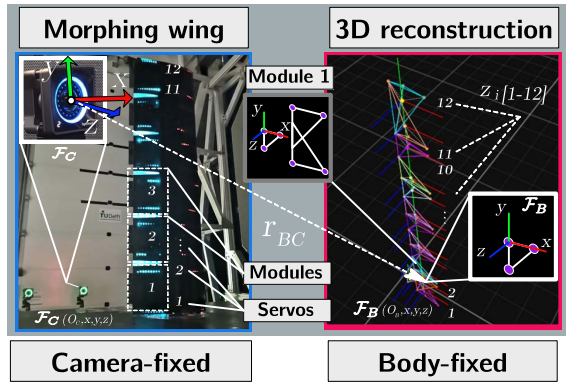 Morphing wing
3D reconstruction
y
x
z
𝓕_C
12
11
3
2
1
TUDelft
⋮
2
1
Module 1
y
x
z
r_BC
Modules
Servos
𝓕_C (O_C,x,y,z)
z_i[1-12]
12
11
10
𝓕_B
y
z
x
2
1
𝓕_B (O_B,x,y,z)
Camera-fixed
Body-fixed